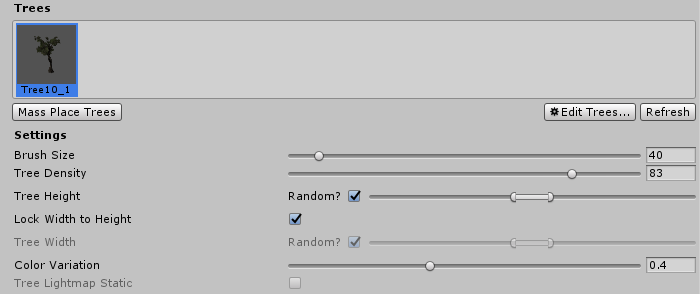 Trees
Tree10_1
Mass Place Trees Edit Trees... Refresh
Settings
Brush Size 40
Tree Density 83
Tree Height Random?
Lock Width to Height
Tree Width Random?
Color Variation 0.4
Tree Lightmap Static